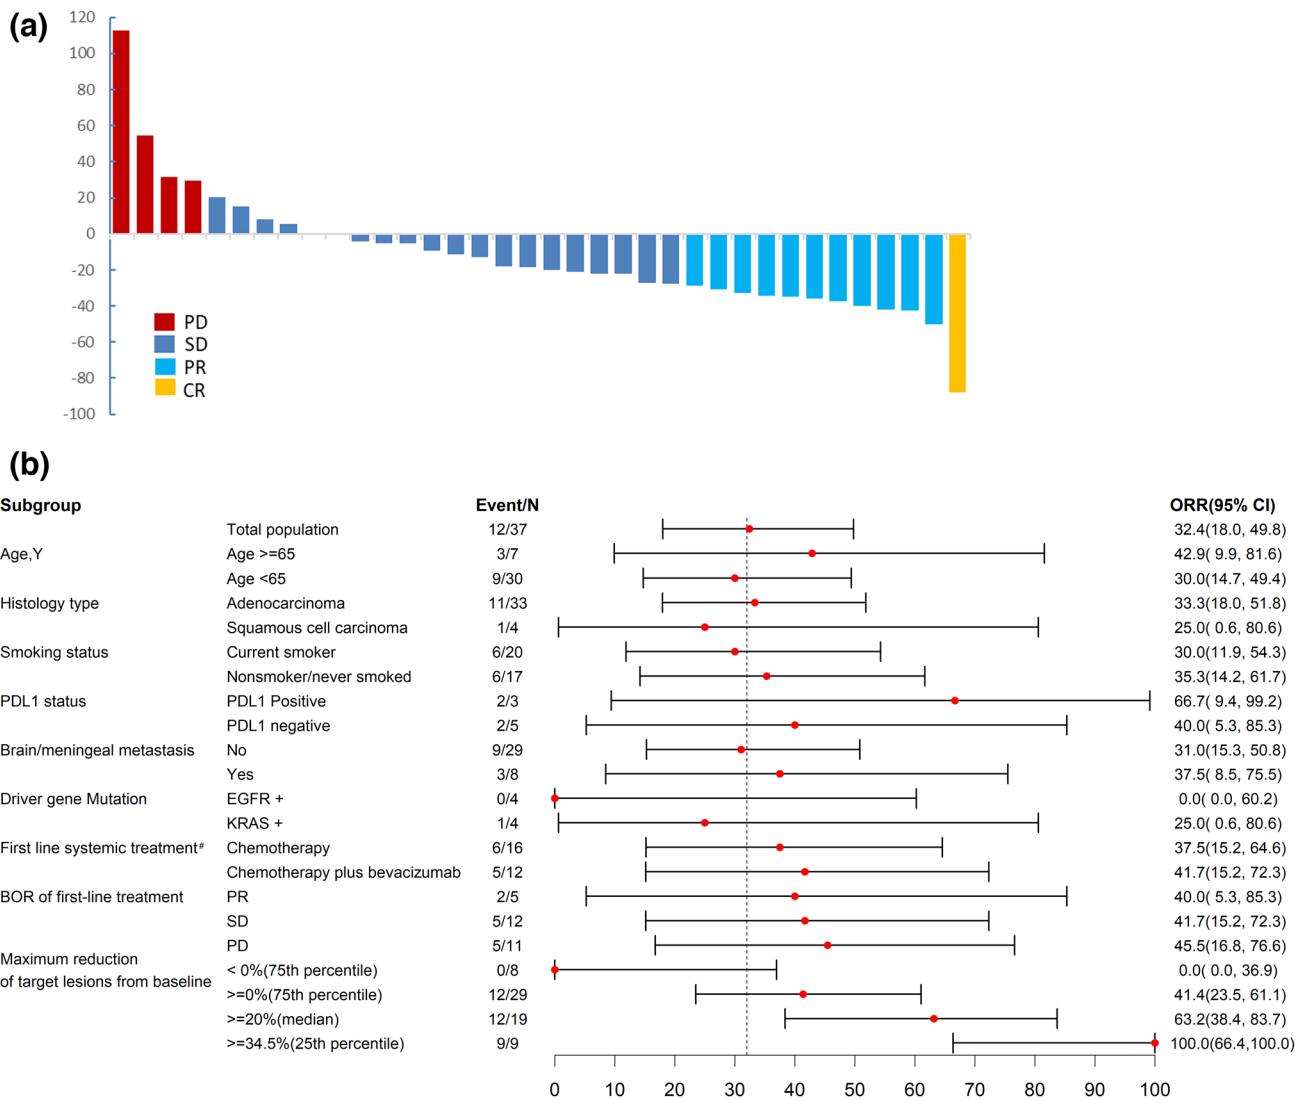 (a)
120
100
80
60
40
20
0
-20
-40
-60
-80
-100
PD
SD
PR
CR
(b)
Subgroup Event/N ORR(95% CI)
Total population 12/37 32.4(18.0, 49.8)
Age,Y Age >=65 3/7 42.9( 9.9, 81.6)
Age <65 9/30 30.0(14.7, 49.4)
Histology type Adenocarcinoma 11/33 33.3(18.0, 51.8)
Squamous cell carcinoma 1/4 25.0( 0.6, 80.6)
Smoking status Current smoker 6/20 30.0(11.9, 54.3)
Nonsmoker/never smoked 6/17 35.3(14.2, 61.7)
PDL1 status PDL1 Positive 2/3 66.7( 9.4, 99.2)
PDL1 negative 2/5 40.0( 5.3, 85.3)
Brain/meningeal metastasis No 9/29 31.0(15.3, 50.8)
Yes 3/8 37.5( 8.5, 75.5)
Driver gene Mutation EGFR + 0/4 0.0( 0.0, 60.2)
KRAS + 1/4 25.0( 0.6, 80.6)
First line systemic treatment# Chemotherapy 6/16 37.5(15.2, 64.6)
Chemotherapy plus bevacizumab 5/12 41.7(15.2, 72.3)
BOR of first-line treatment PR 2/5 40.0( 5.3, 85.3)
SD 5/12 41.7(15.2, 72.3)
PD 5/11 45.5(16.8, 76.6)
Maximum reduction
of target lesions from baseline
< 0%(75th percentile) 0/8 0.0( 0.0, 36.9)
>=0%(75th percentile) 12/29 41.4(23.5, 61.1)
>=20%(median) 12/19 63.2(38.4, 83.7)
>=34.5%(25th percentile) 9/9 100.0(66.4,100.0)
0 10 20 30 40 50 60 70 80 90 100